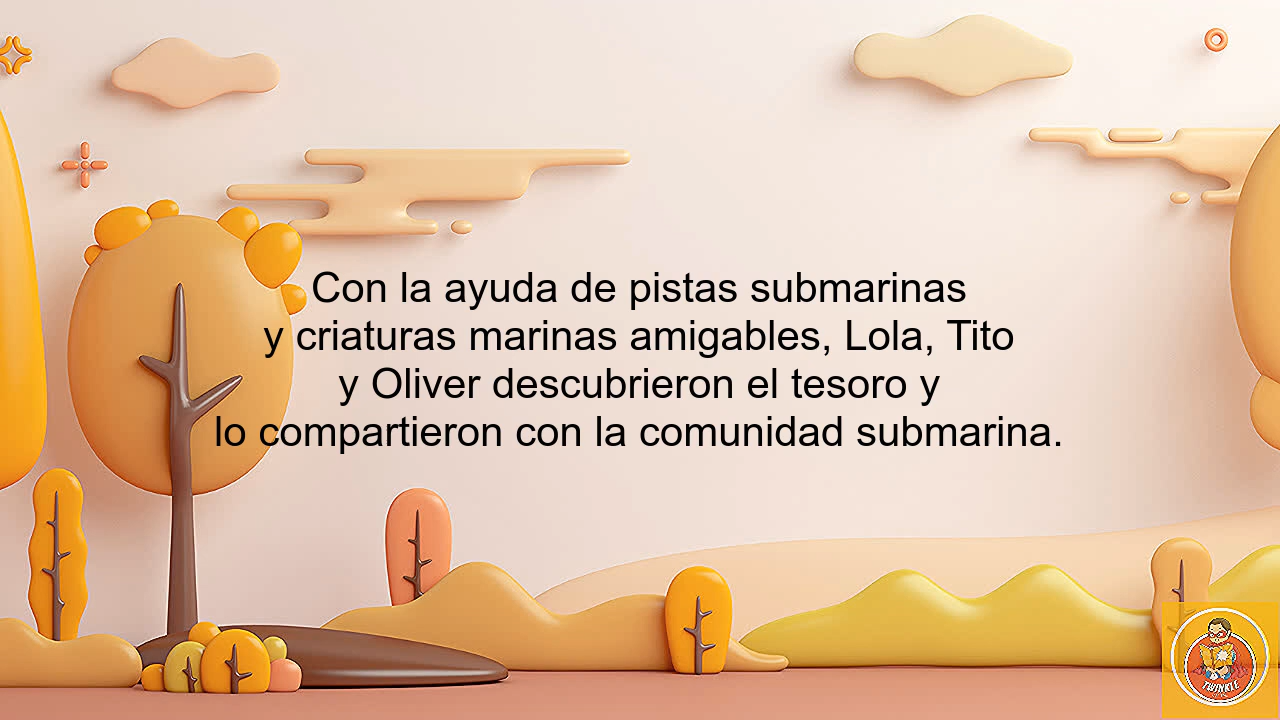 Con la ayuda de pistas submarinas
y criaturas marinas amigables, Lola, Tito
y Oliver descubrieron el tesoro y
lo compartieron con la comunidad submarina.
TWINKLE